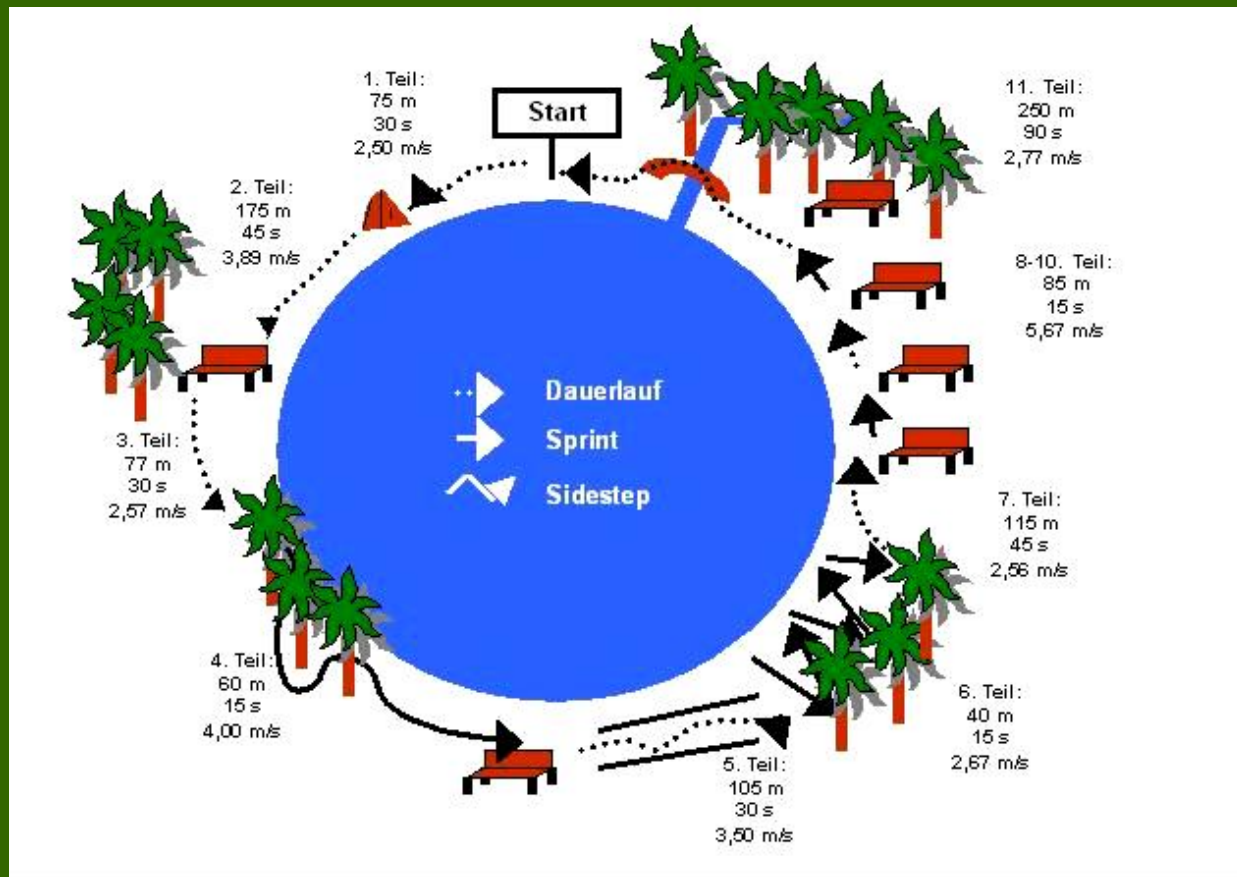 Start
1. Teil:
75 m
30 s
2,50 m/s
2. Teil:
175 m
45 s
3,89 m/s
3. Teil:
77 m
30 s
2,57 m/s
4. Teil:
60 m
15 s
4,00 m/s
5. Teil:
105 m
30 s
3,50 m/s
6. Teil:
40 m
15 s
2,67 m/s
7. Teil:
115 m
45 s
2,56 m/s
8-10. Teil:
85 m
15 s
5,67 m/s
11. Teil:
250 m
90 s
2,77 m/s
Dauerlauf
Sprint
Sidestep